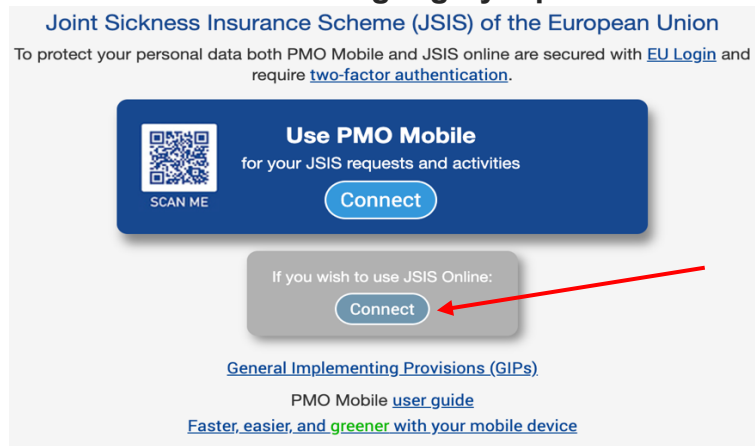 Joint Sickness Insurance Scheme (JSIS) of the European Union
To protect your personal data both PMO Mobile and JSIS online are secured with EU Login and
require two-factor authentication.
Use PMO Mobile
for your JSIS requests and activities
Connect
SCAN ME
If you wish to use JSIS Online:
Connect
General Implementing Provisions (GIPs)
PMO Mobile user guide
Faster, easier, and greener with your mobile device